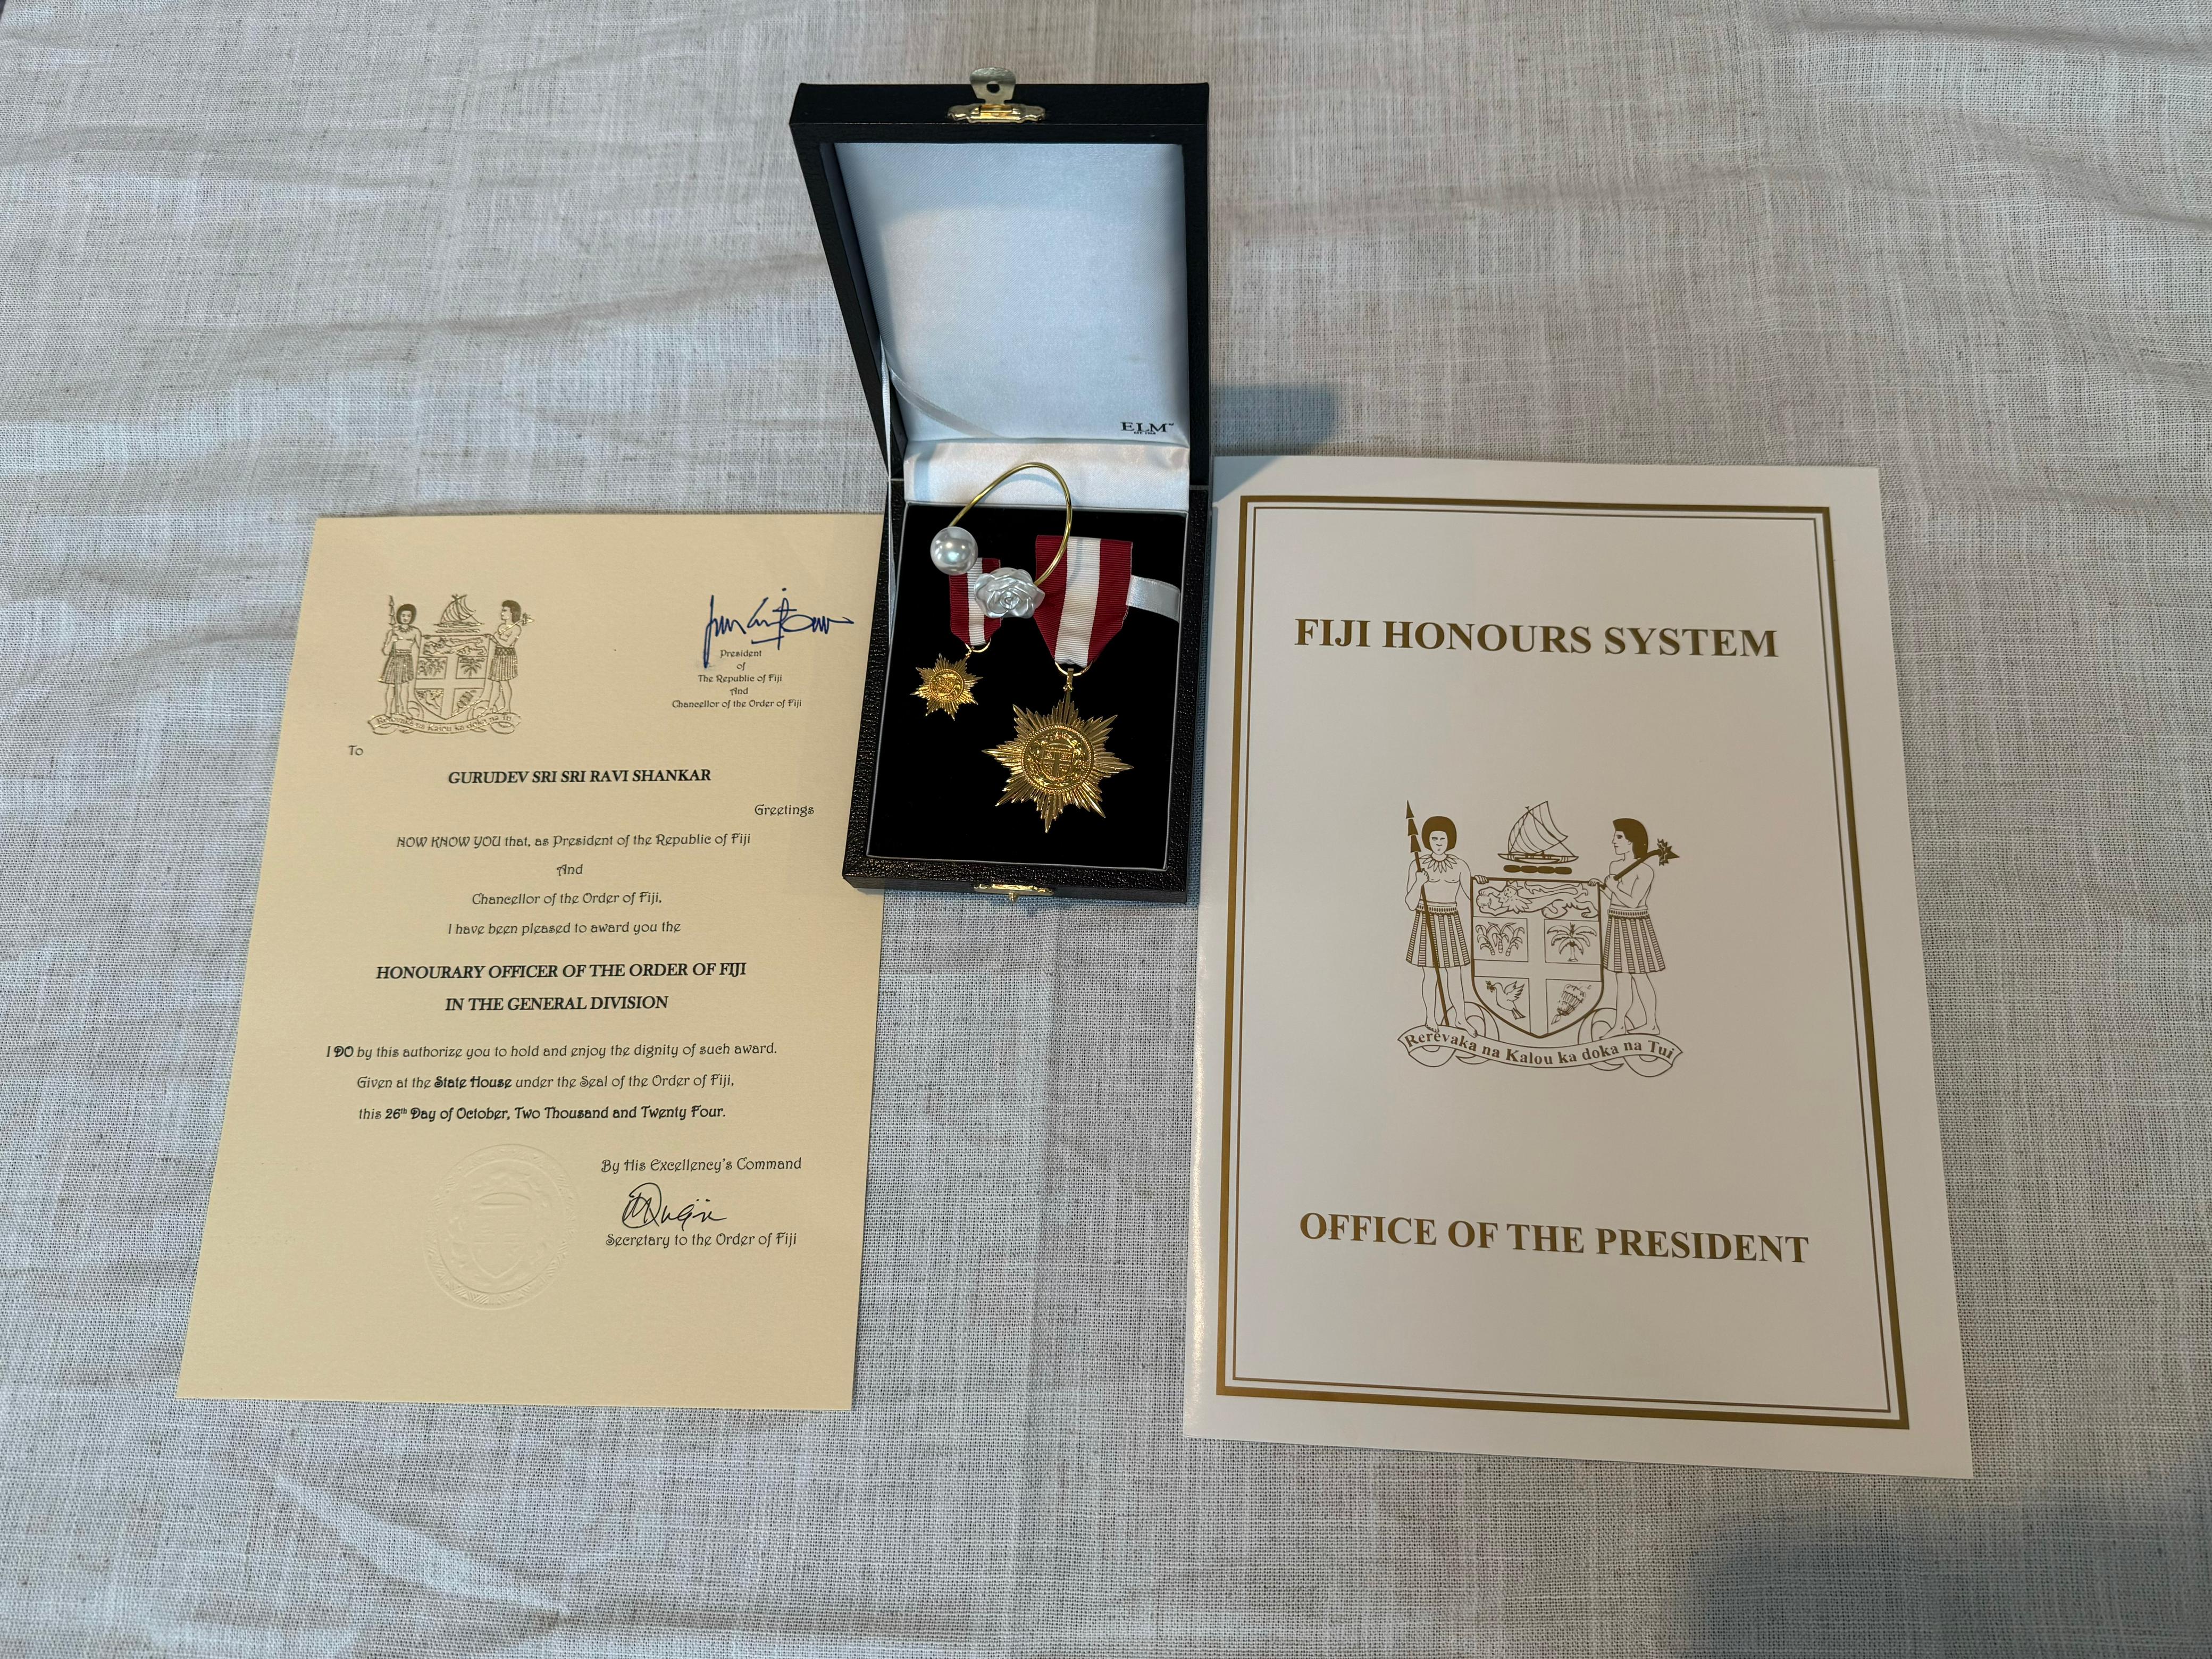 President
of
The Republic of Fiji
And
Chancellor of the Order of Fiji
To
GURUDEV SRI SRI RAVI SHANKAR
Greetings
NOW KNOW YOU that, as President of the Republic of Fiji
And
Chancellor of the Order of Fiji,
I have been pleased to award you the
HONOURARY OFFICER OF THE ORDER OF FIJI
IN THE GENERAL DIVISION
I DO by this authorize you to hold and enjoy the dignity of such award.
Given at the State House under the Seal of the Order of Fiji,
this 26th Day of October, Two Thousand and Twenty Four.
By His Excellency's Command
Secretary to the Order of Fiji
ELM
FIJI HONOURS SYSTEM
Rerevaka na Kalou ka doka na Tui
OFFICE OF THE PRESIDENT